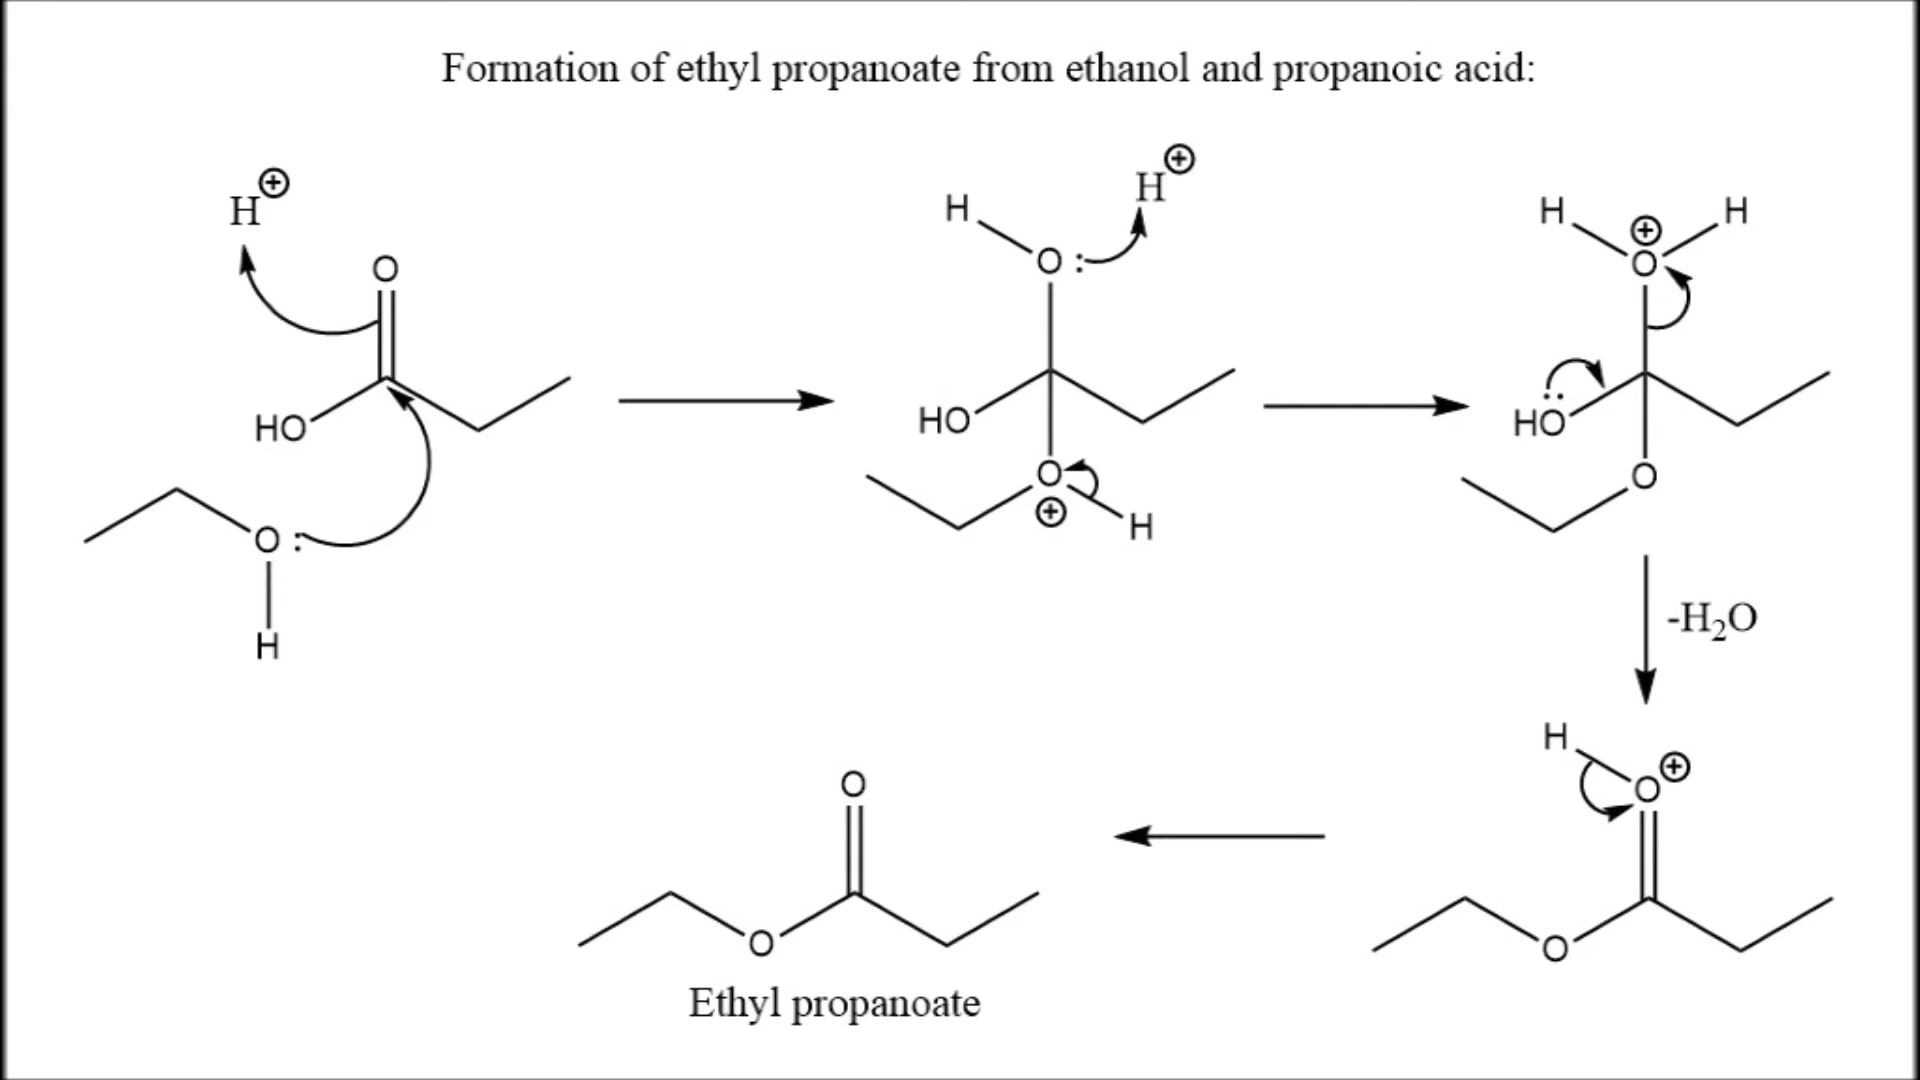 Formation of ethyl propanoate from ethanol and propanoic acid:
H⊕
O
HO
O:
H
H
H⊕
O:
HO
O
⊕
H
H
H
⊕
O
HO
O
-H₂O
H
O⊕
O
O
O
Ethyl propanoate